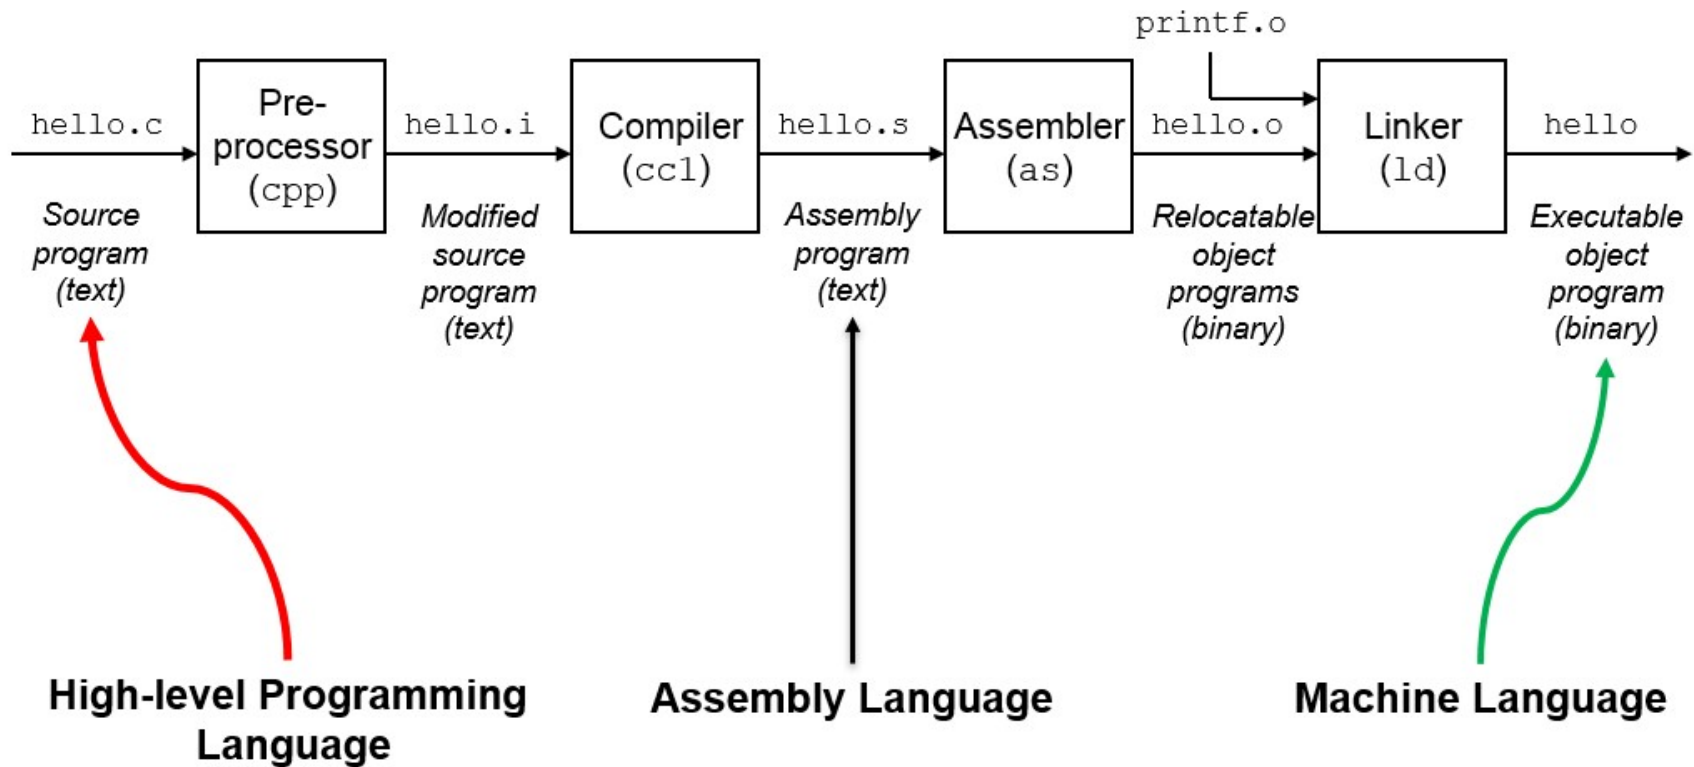 printf.o
hello.c
Pre-
processor
(cpp)
hello.i
Compiler
(cc1)
hello.s
Assembler
(as)
hello.o
Linker
(ld)
hello
Source
program
(text)
Modified
source
program
(text)
Assembly
program
(text)
Relocatable
object
programs
(binary)
Executable
object
program
(binary)
High-level Programming
Language
Assembly Language
Machine Language